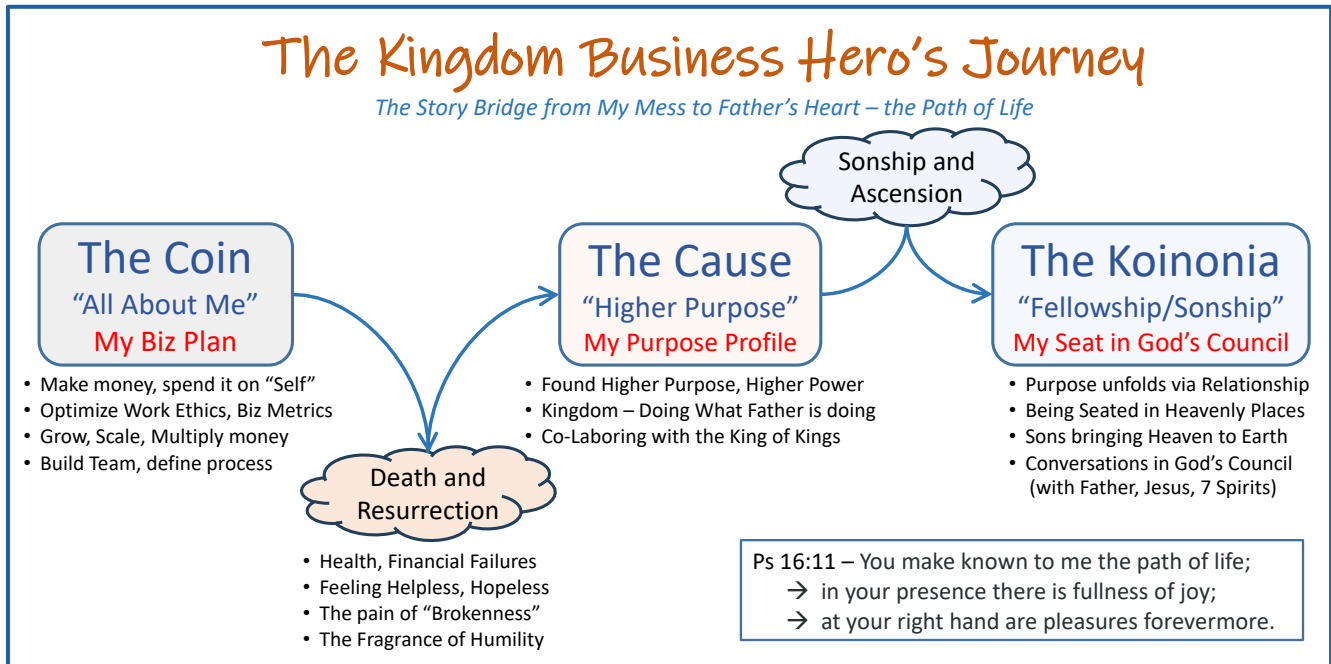 The Kingdom Business Hero's Journey
The Story Bridge from My Mess to Father's Heart – the Path of Life
Sonship and
Ascension
The Coin
"All About Me"
My Biz Plan
• Make money, spend it on "Self"
• Optimize Work Ethics, Biz Metrics
• Grow, Scale, Multiply money
• Build Team, define process
Death and
Resurrection
• Health, Financial Failures
• Feeling Helpless, Hopeless
• The pain of "Brokenness"
• The Fragrance of Humility
The Cause
"Higher Purpose"
My Purpose Profile
• Found Higher Purpose, Higher Power
• Kingdom – Doing What Father is doing
• Co-Laboring with the King of Kings
The Koinonia
"Fellowship/Sonship"
My Seat in God's Council
• Purpose unfolds via Relationship
• Being Seated in Heavenly Places
• Sons bringing Heaven to Earth
• Conversations in God's Council
(with Father, Jesus, 7 Spirits)
Ps 16:11 – You make known to me the path of life;
→ in your presence there is fullness of joy;
→ at your right hand are pleasures forevermore.